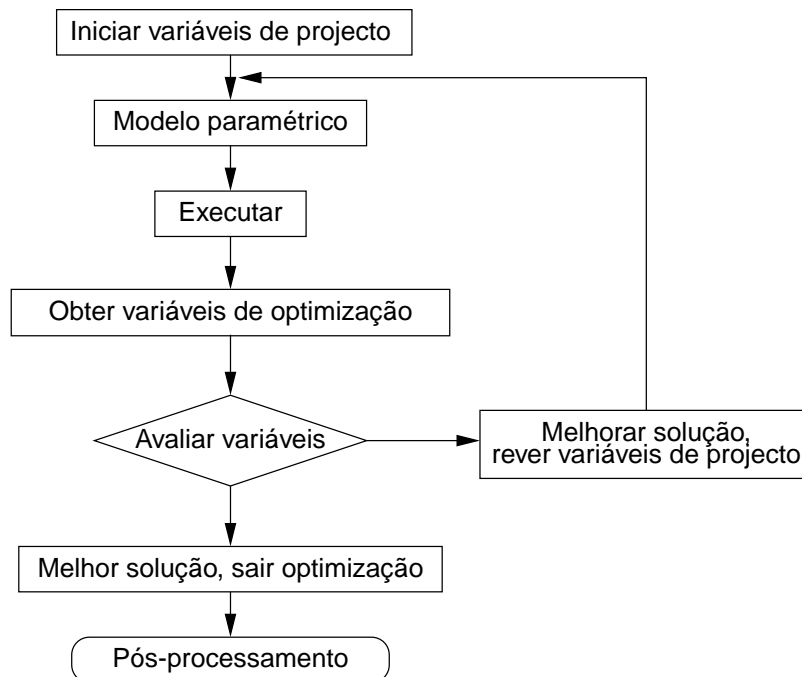 Iniciar variáveis de projecto
Modelo paramétrico
Executar
Obter variáveis de optimização
Avaliar variáveis
Melhorar solução,
rever variáveis de projecto
Melhor solução, sair optimização
Pós-processamento